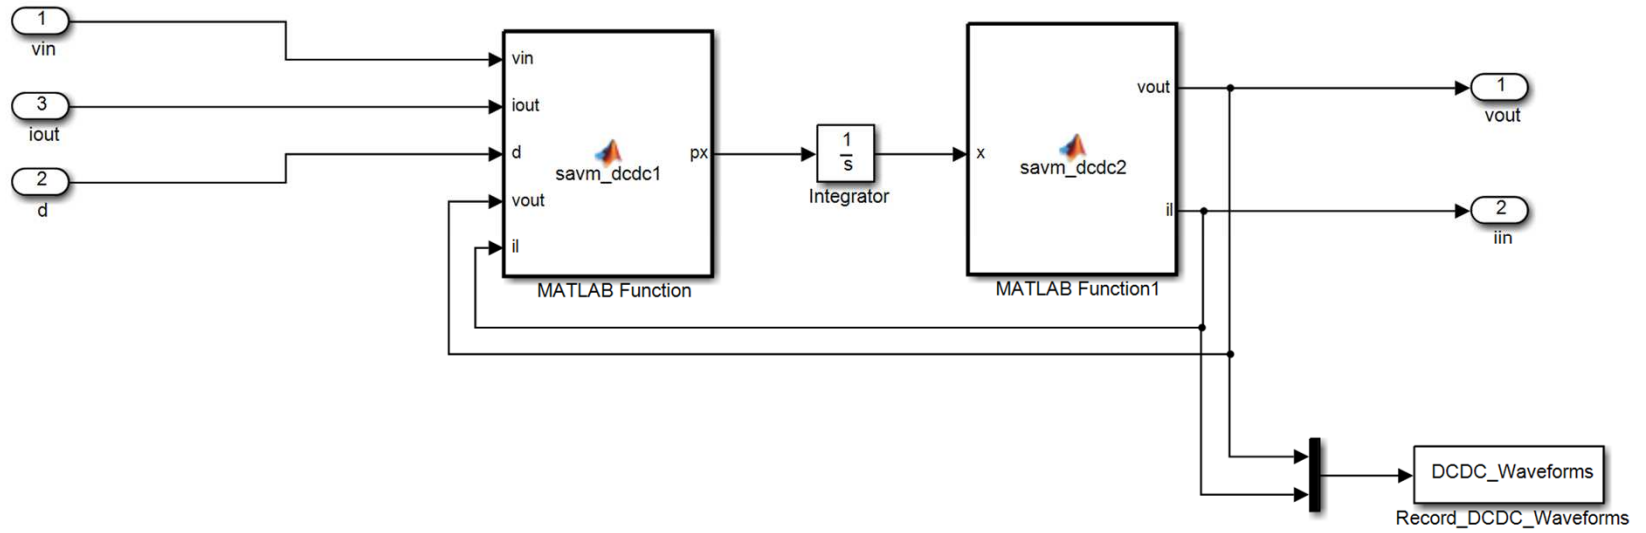 1
vin
3
iout
2
d
vin
iout
d
vout
il
savm_dcdc1
px
MATLAB Function
1
s
Integrator
x
savm_dcdc2
vout
il
MATLAB Function1
1
vout
2
iin
DCDC_Waveforms
Record_DCDC_Waveforms